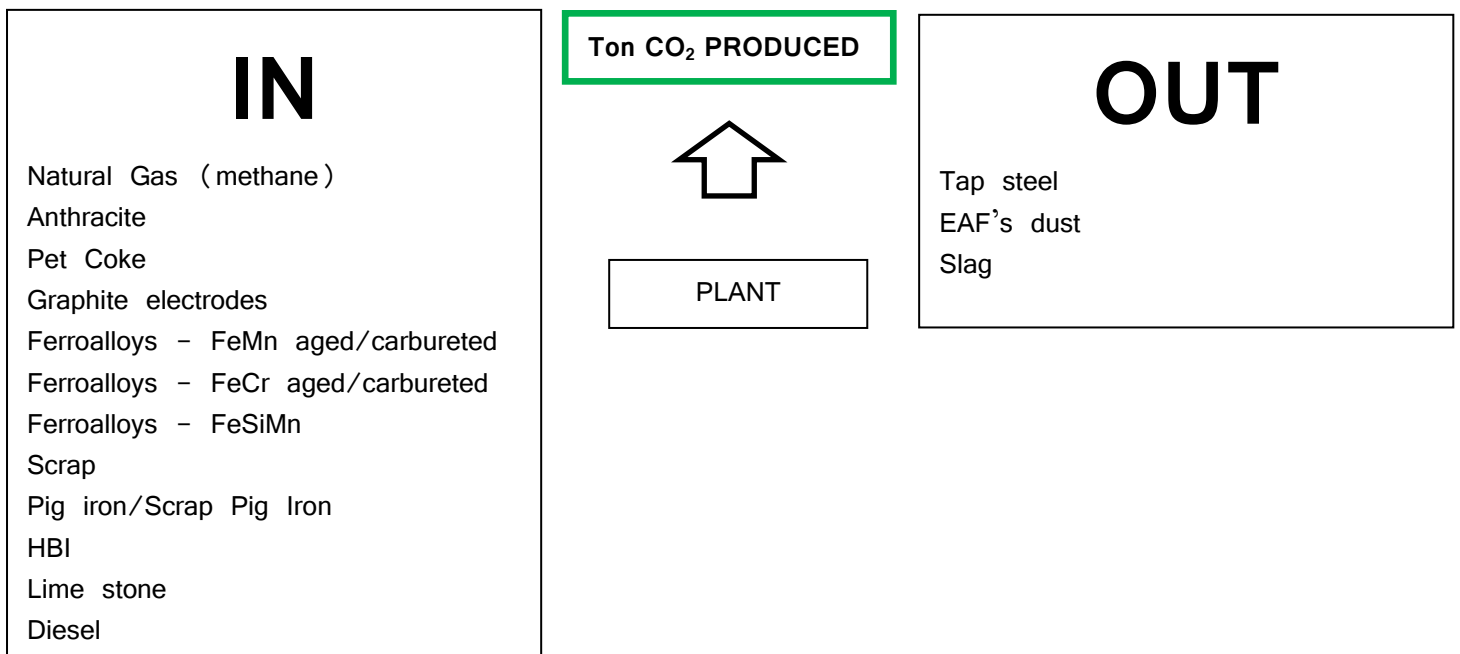 IN
Natural Gas (methane)
Anthracite
Pet Coke
Graphite electrodes
Ferroalloys - FeMn aged/carbureted
Ferroalloys - FeCr aged/carbureted
Ferroalloys - FeSiMn
Scrap
Pig iron/Scrap Pig Iron
HBI
Lime stone
Diesel
Ton CO₂ PRODUCED
PLANT
OUT
Tap steel
EAF's dust
Slag